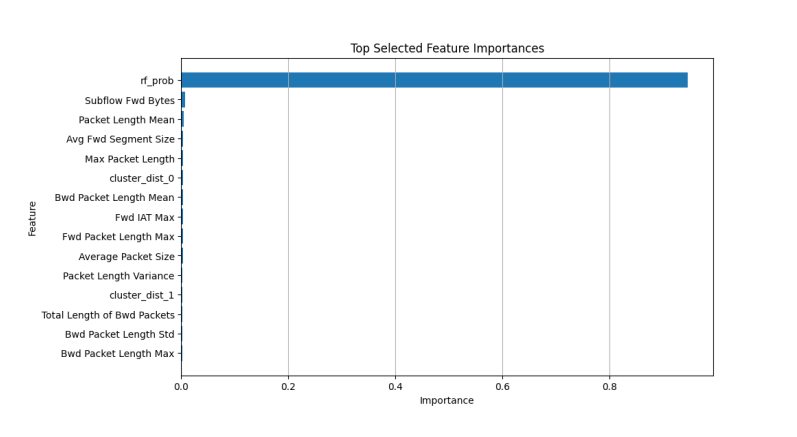 Top Selected Feature Importances
Feature
rf_prob
Subflow Fwd Bytes
Packet Length Mean
Avg Fwd Segment Size
Max Packet Length
cluster_dist_0
Bwd Packet Length Mean
Fwd IAT Max
Fwd Packet Length Max
Average Packet Size
Packet Length Variance
cluster_dist_1
Total Length of Bwd Packets
Bwd Packet Length Std
Bwd Packet Length Max
0.0 0.2 0.4 0.6 0.8
Importance